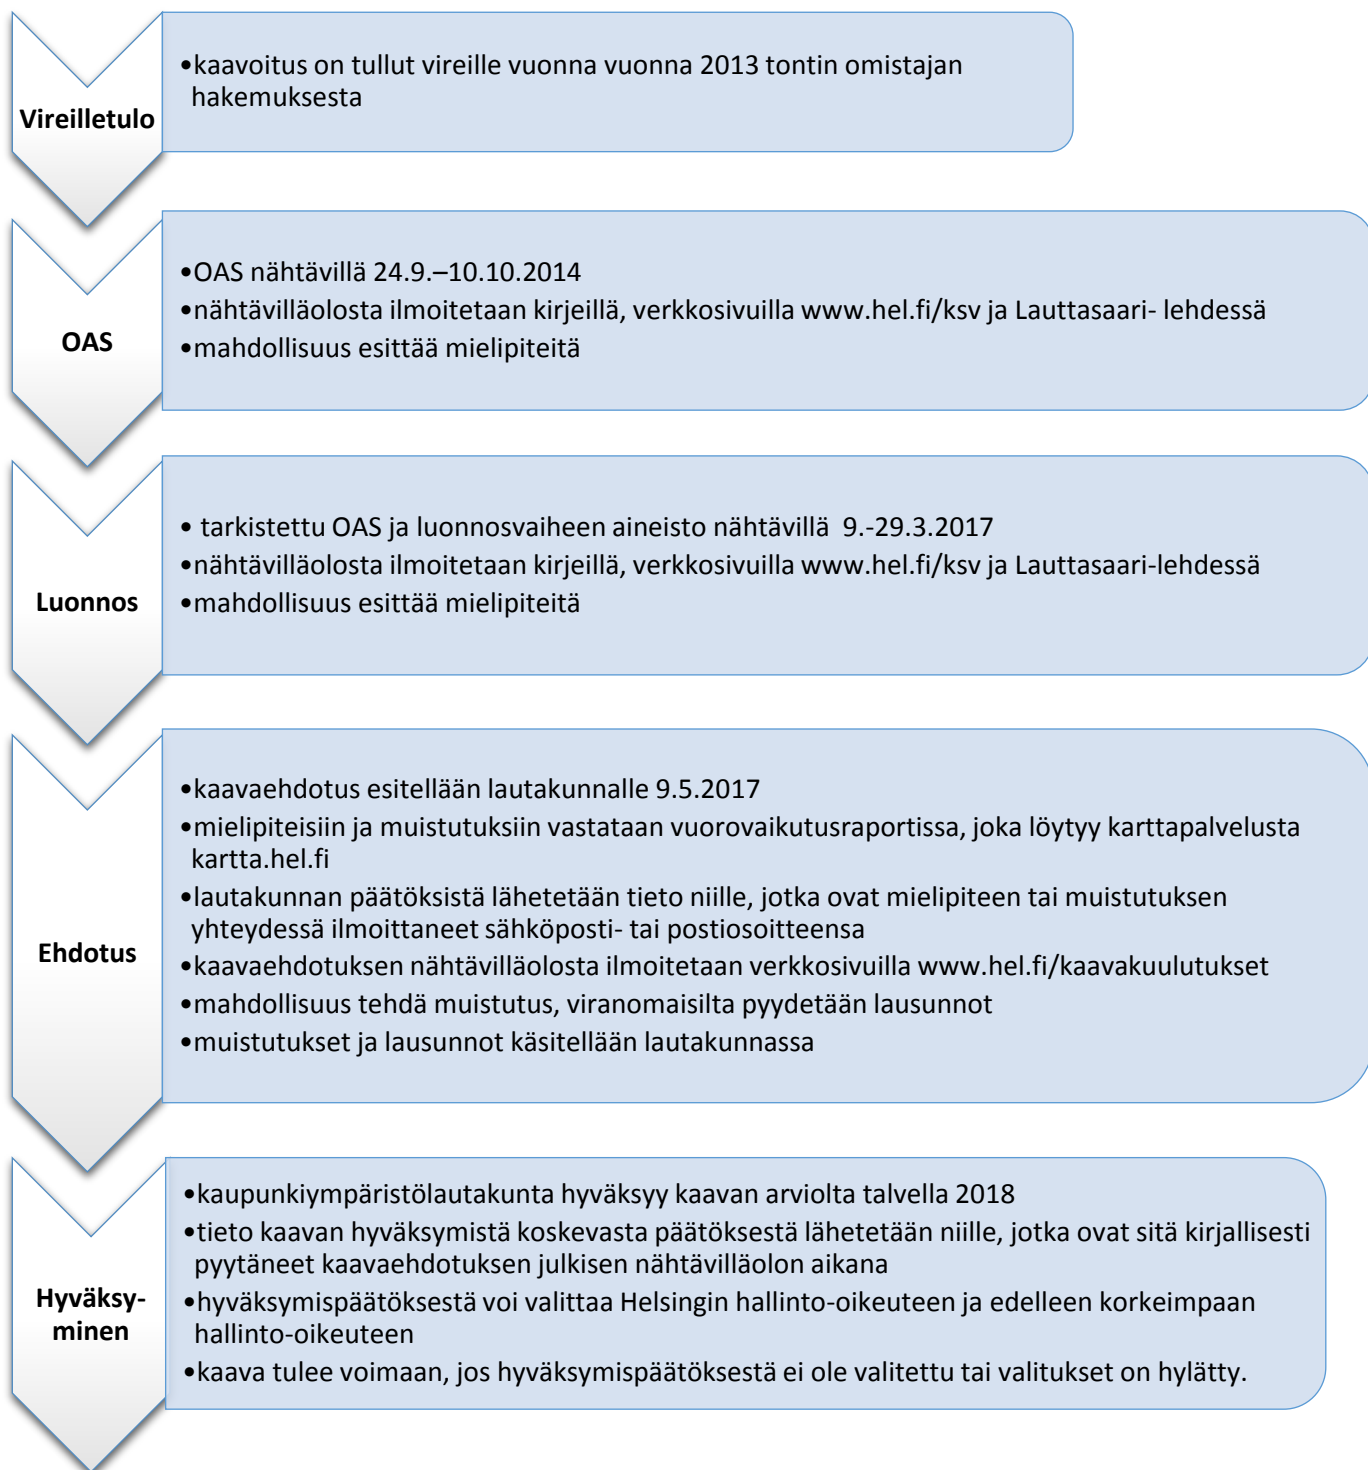 Vireilletulo
•kaavoitus on tullut vireille vuonna vuonna 2013 tontin omistajan
hakemuksesta
OAS
•OAS nähtävillä 24.9.–10.10.2014
•nähtävilläolosta ilmoitetaan kirjeillä, verkkosivuilla www.hel.fi/ksv ja Lauttasaari- lehdessä
•mahdollisuus esittää mielipiteitä
Luonnos
• tarkistettu OAS ja luonnosvaiheen aineisto nähtävillä 9.-29.3.2017
•nähtävilläolosta ilmoitetaan kirjeillä, verkkosivuilla www.hel.fi/ksv ja Lauttasaari-lehdessä
•mahdollisuus esittää mielipiteitä
Ehdotus
•kaavaehdotus esitellään lautakunnalle 9.5.2017
•mielipiteisiin ja muistutuksiin vastataan vuorovaikutusraportissa, joka löytyy karttapalvelusta
kartta.hel.fi
•lautakunnan päätöksistä lähetetään tieto niille, jotka ovat mielipiteen tai muistutuksen
yhteydessä ilmoittaneet sähköposti- tai postiosoitteensa
•kaavaehdotuksen nähtävilläolosta ilmoitetaan verkkosivuilla www.hel.fi/kaavakuulutukset
•mahdollisuus tehdä muistutus, viranomaisilta pyydetään lausunnot
•muistutukset ja lausunnot käsitellään lautakunnassa
Hyväksy-
minen
•kaupunkiympäristölautakunta hyväksyy kaavan arviolta talvella 2018
•tieto kaavan hyväksymistä koskevasta päätöksestä lähetetään niille, jotka ovat sitä kirjallisesti
pyytäneet kaavaehdotuksen julkisen nähtävilläolon aikana
•hyväksymispäätöksestä voi valittaa Helsingin hallinto-oikeuteen ja edelleen korkeimpaan
hallinto-oikeuteen
•kaava tulee voimaan, jos hyväksymispäätöksestä ei ole valitettu tai valitukset on hylätty.